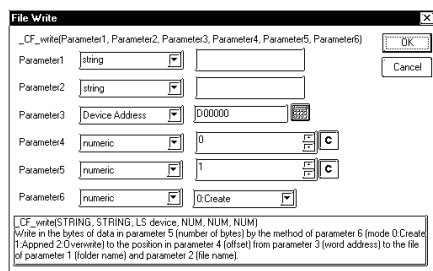 File Write
_CF_write(Parameter1, Parameter2, Parameter3, Parameter4, Parameter5, Parameter6)
OK
Cancel
Parameter1 string
Parameter2 string
Parameter3 Device Address D00000
Parameter4 numeric 0 C
Parameter5 numeric 1 C
Parameter6 numeric 0:Create
_CF_write(STRING, STRING, LS device, NUM, NUM, NUM)
Write in the bytes of data in parameter 5 (number of bytes) by the method of parameter 6 (mode 0:Create
1:Appned 2:Overwrite) to the position in parameter 4 (offset) from parameter 3 (word address) to the file
of parameter 1 (folder name) and parameter 2 (file name).